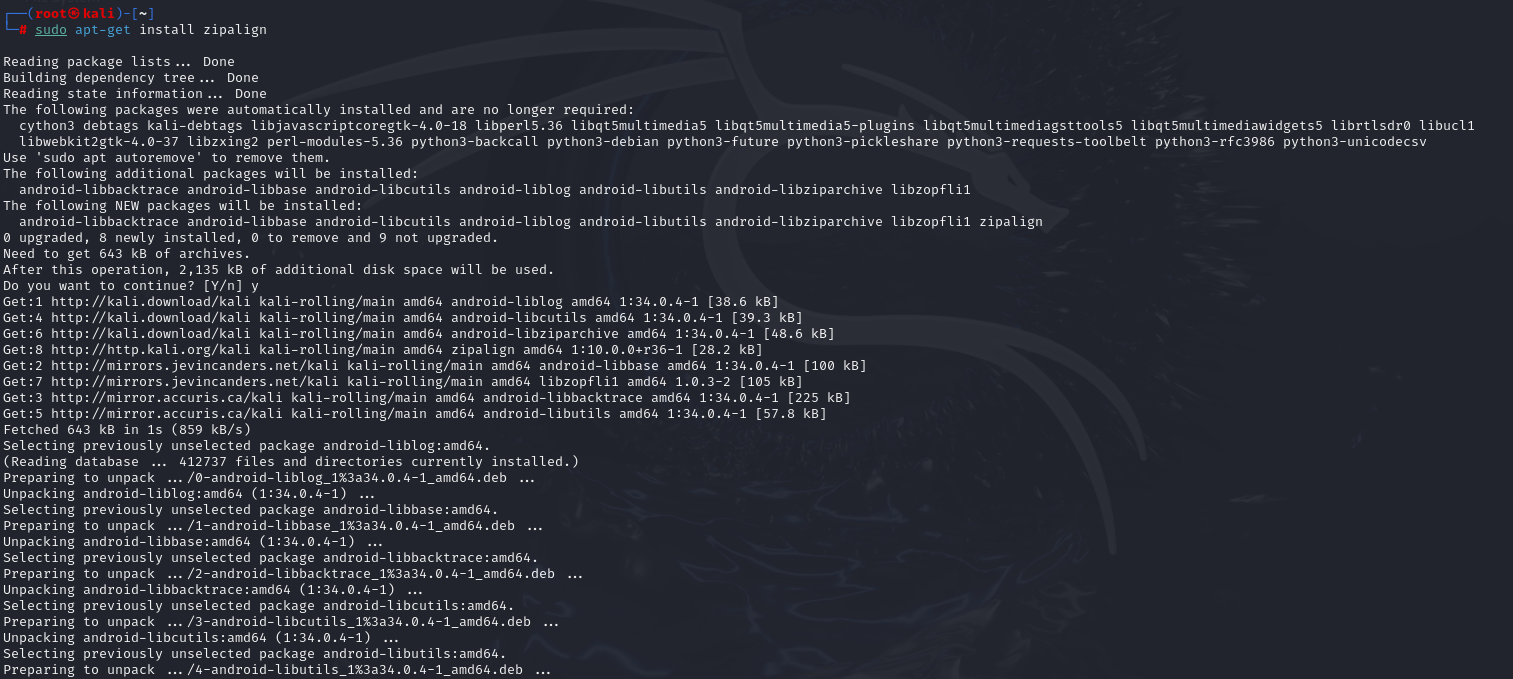 ┌──(root㉿kali)-[~]
└─# sudo apt-get install zipalign
Reading package lists... Done
Building dependency tree... Done
Reading state information... Done
The following packages were automatically installed and are no longer required:
  cython3 debtags kali-debtags libjavascriptcoregtk-4.0-18 libperl5.36 libqt5multimedia5 libqt5multimedia5-plugins libqt5multimediagsttools5 libqt5multimediawidgets5 librtlsdr0 libucl1
  libwebkit2gtk-4.0-37 libzxing2 perl-modules-5.36 python3-backcall python3-debian python3-future python3-pickleshare python3-requests-toolbelt python3-rfc3986 python3-unicodecsv
Use 'sudo apt autoremove' to remove them.
The following additional packages will be installed:
  android-libbacktrace android-libbase android-libcutils android-liblog android-libutils android-libziparchive libzopfli1
The following NEW packages will be installed:
  android-libbacktrace android-libbase android-libcutils android-liblog android-libutils android-libziparchive libzopfli1 zipalign
0 upgraded, 8 newly installed, 0 to remove and 9 not upgraded.
Need to get 643 kB of archives.
After this operation, 2,135 kB of additional disk space will be used.
Do you want to continue? [Y/n] y
Get:1 http://kali.download/kali kali-rolling/main amd64 android-liblog amd64 1:34.0.4-1 [38.6 kB]
Get:4 http://kali.download/kali kali-rolling/main amd64 android-libcutils amd64 1:34.0.4-1 [39.3 kB]
Get:6 http://kali.download/kali kali-rolling/main amd64 android-libziparchive amd64 1:34.0.4-1 [48.6 kB]
Get:8 http://http.kali.org/kali kali-rolling/main amd64 zipalign amd64 1:10.0.0+r36-1 [28.2 kB]
Get:2 http://mirrors.jevincanders.net/kali kali-rolling/main amd64 android-libbase amd64 1:34.0.4-1 [100 kB]
Get:7 http://mirrors.jevincanders.net/kali kali-rolling/main amd64 libzopfli1 amd64 1.0.3-2 [105 kB]
Get:3 http://mirror.accuris.ca/kali kali-rolling/main amd64 android-libbacktrace amd64 1:34.0.4-1 [225 kB]
Get:5 http://mirror.accuris.ca/kali kali-rolling/main amd64 android-libutils amd64 1:34.0.4-1 [57.8 kB]
Fetched 643 kB in 1s (859 kB/s)
Selecting previously unselected package android-liblog:amd64.
(Reading database ... 412737 files and directories currently installed.)
Preparing to unpack .../0-android-liblog_1%3a34.0.4-1_amd64.deb ...
Unpacking android-liblog:amd64 (1:34.0.4-1) ...
Selecting previously unselected package android-libbase:amd64.
Preparing to unpack .../1-android-libbase_1%3a34.0.4-1_amd64.deb ...
Unpacking android-libbase:amd64 (1:34.0.4-1) ...
Selecting previously unselected package android-libbacktrace:amd64.
Preparing to unpack .../2-android-libbacktrace_1%3a34.0.4-1_amd64.deb ...
Unpacking android-libbacktrace:amd64 (1:34.0.4-1) ...
Selecting previously unselected package android-libcutils:amd64.
Preparing to unpack .../3-android-libcutils_1%3a34.0.4-1_amd64.deb ...
Unpacking android-libcutils:amd64 (1:34.0.4-1) ...
Selecting previously unselected package android-libutils:amd64.
Preparing to unpack .../4-android-libutils_1%3a34.0.4-1_amd64.deb ...